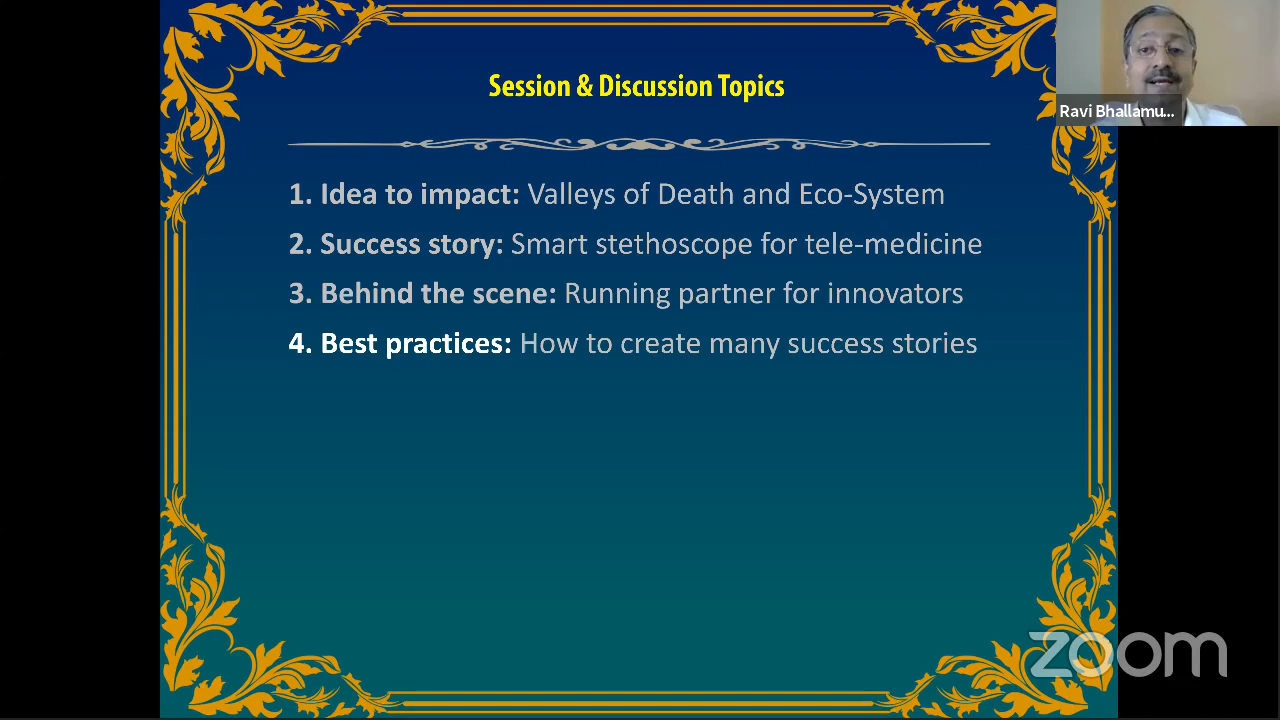 Session & Discussion Topics
Ravi Bhallamu...
1. Idea to impact: Valleys of Death and Eco-System
2. Success story: Smart stethoscope for tele-medicine
3. Behind the scene: Running partner for innovators
4. Best practices: How to create many success stories
zoom